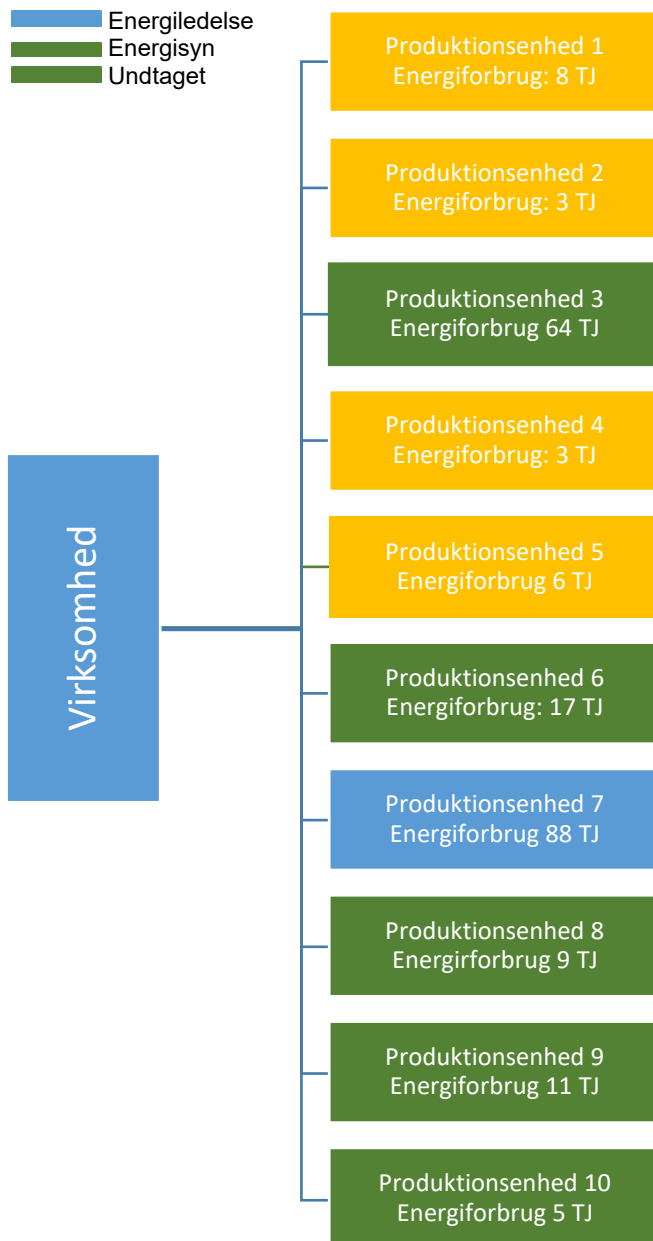 Energiledelse
Energisyn
Undtaget
Produktionsenhed 1
Energiforbrug: 8 TJ
Produktionsenhed 2
Energiforbrug: 3 TJ
Produktionsenhed 3
Energiforbrug 64 TJ
Produktionsenhed 4
Energiforbrug: 3 TJ
Produktionsenhed 5
Energiforbrug 6 TJ
Virksomhed
Produktionsenhed 6
Energiforbrug: 17 TJ
Produktionsenhed 7
Energiforbrug 88 TJ
Produktionsenhed 8
Energirforbrug 9 TJ
Produktionsenhed 9
Energiforbrug 11 TJ
Produktionsenhed 10
Energiforbrug 5 TJ